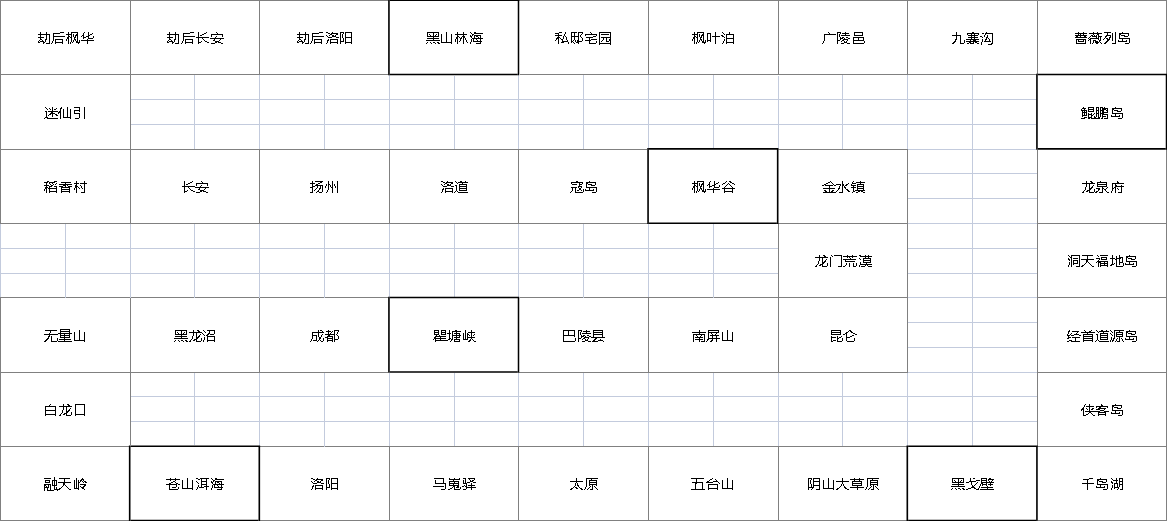 劫后枫华 劫后长安 劫后洛阳 黑山林海 私邸宅园 枫叶泊 广陵邑 九寨沟 蔷薇列岛
迷仙引 鲲鹏岛
稻香村 长安 扬州 洛道 寇岛 枫华谷 金水镇 龙泉府
龙门荒漠 洞天福地岛
无量山 黑龙沼 成都 瞿塘峡 巴陵县 南屏山 昆仑 经首道源岛
白龙口 侠客岛
融天岭 苍山洱海 洛阳 马嵬驿 太原 五台山 阴山大草原 黑戈壁 千岛湖